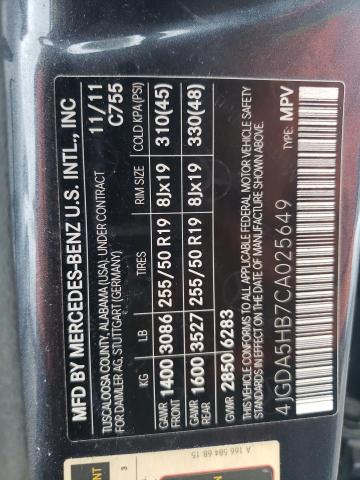 MFD BY MERCEDES-BENZ U.S. INTL., INC
TUSCALOOSA COUNTY, ALABAMA (USA), UNDER CONTRACT 11/11
FOR DAIMLER AG, STUTTGART (GERMANY) C755
KG LB TIRES RIM SIZE COLD KPA(PSI)
GAWR FRONT 1400 3086 255/50 R19 8Jx19 310(45)
GAWR REAR 1600 3527 255/50 R19 8Jx19 330(48)
GVWR 2850 6283
THIS VEHICLE CONFORMS TO ALL APPLICABLE FEDERAL MOTOR VEHICLE SAFETY
AND THEFT PREVENTION STANDARDS IN EFFECT ON THE DATE OF MANUFACTURE SHOWN ABOVE.
4JGDA5HB7CA025649 TYPE: MPV
A 166 584 68 15
3